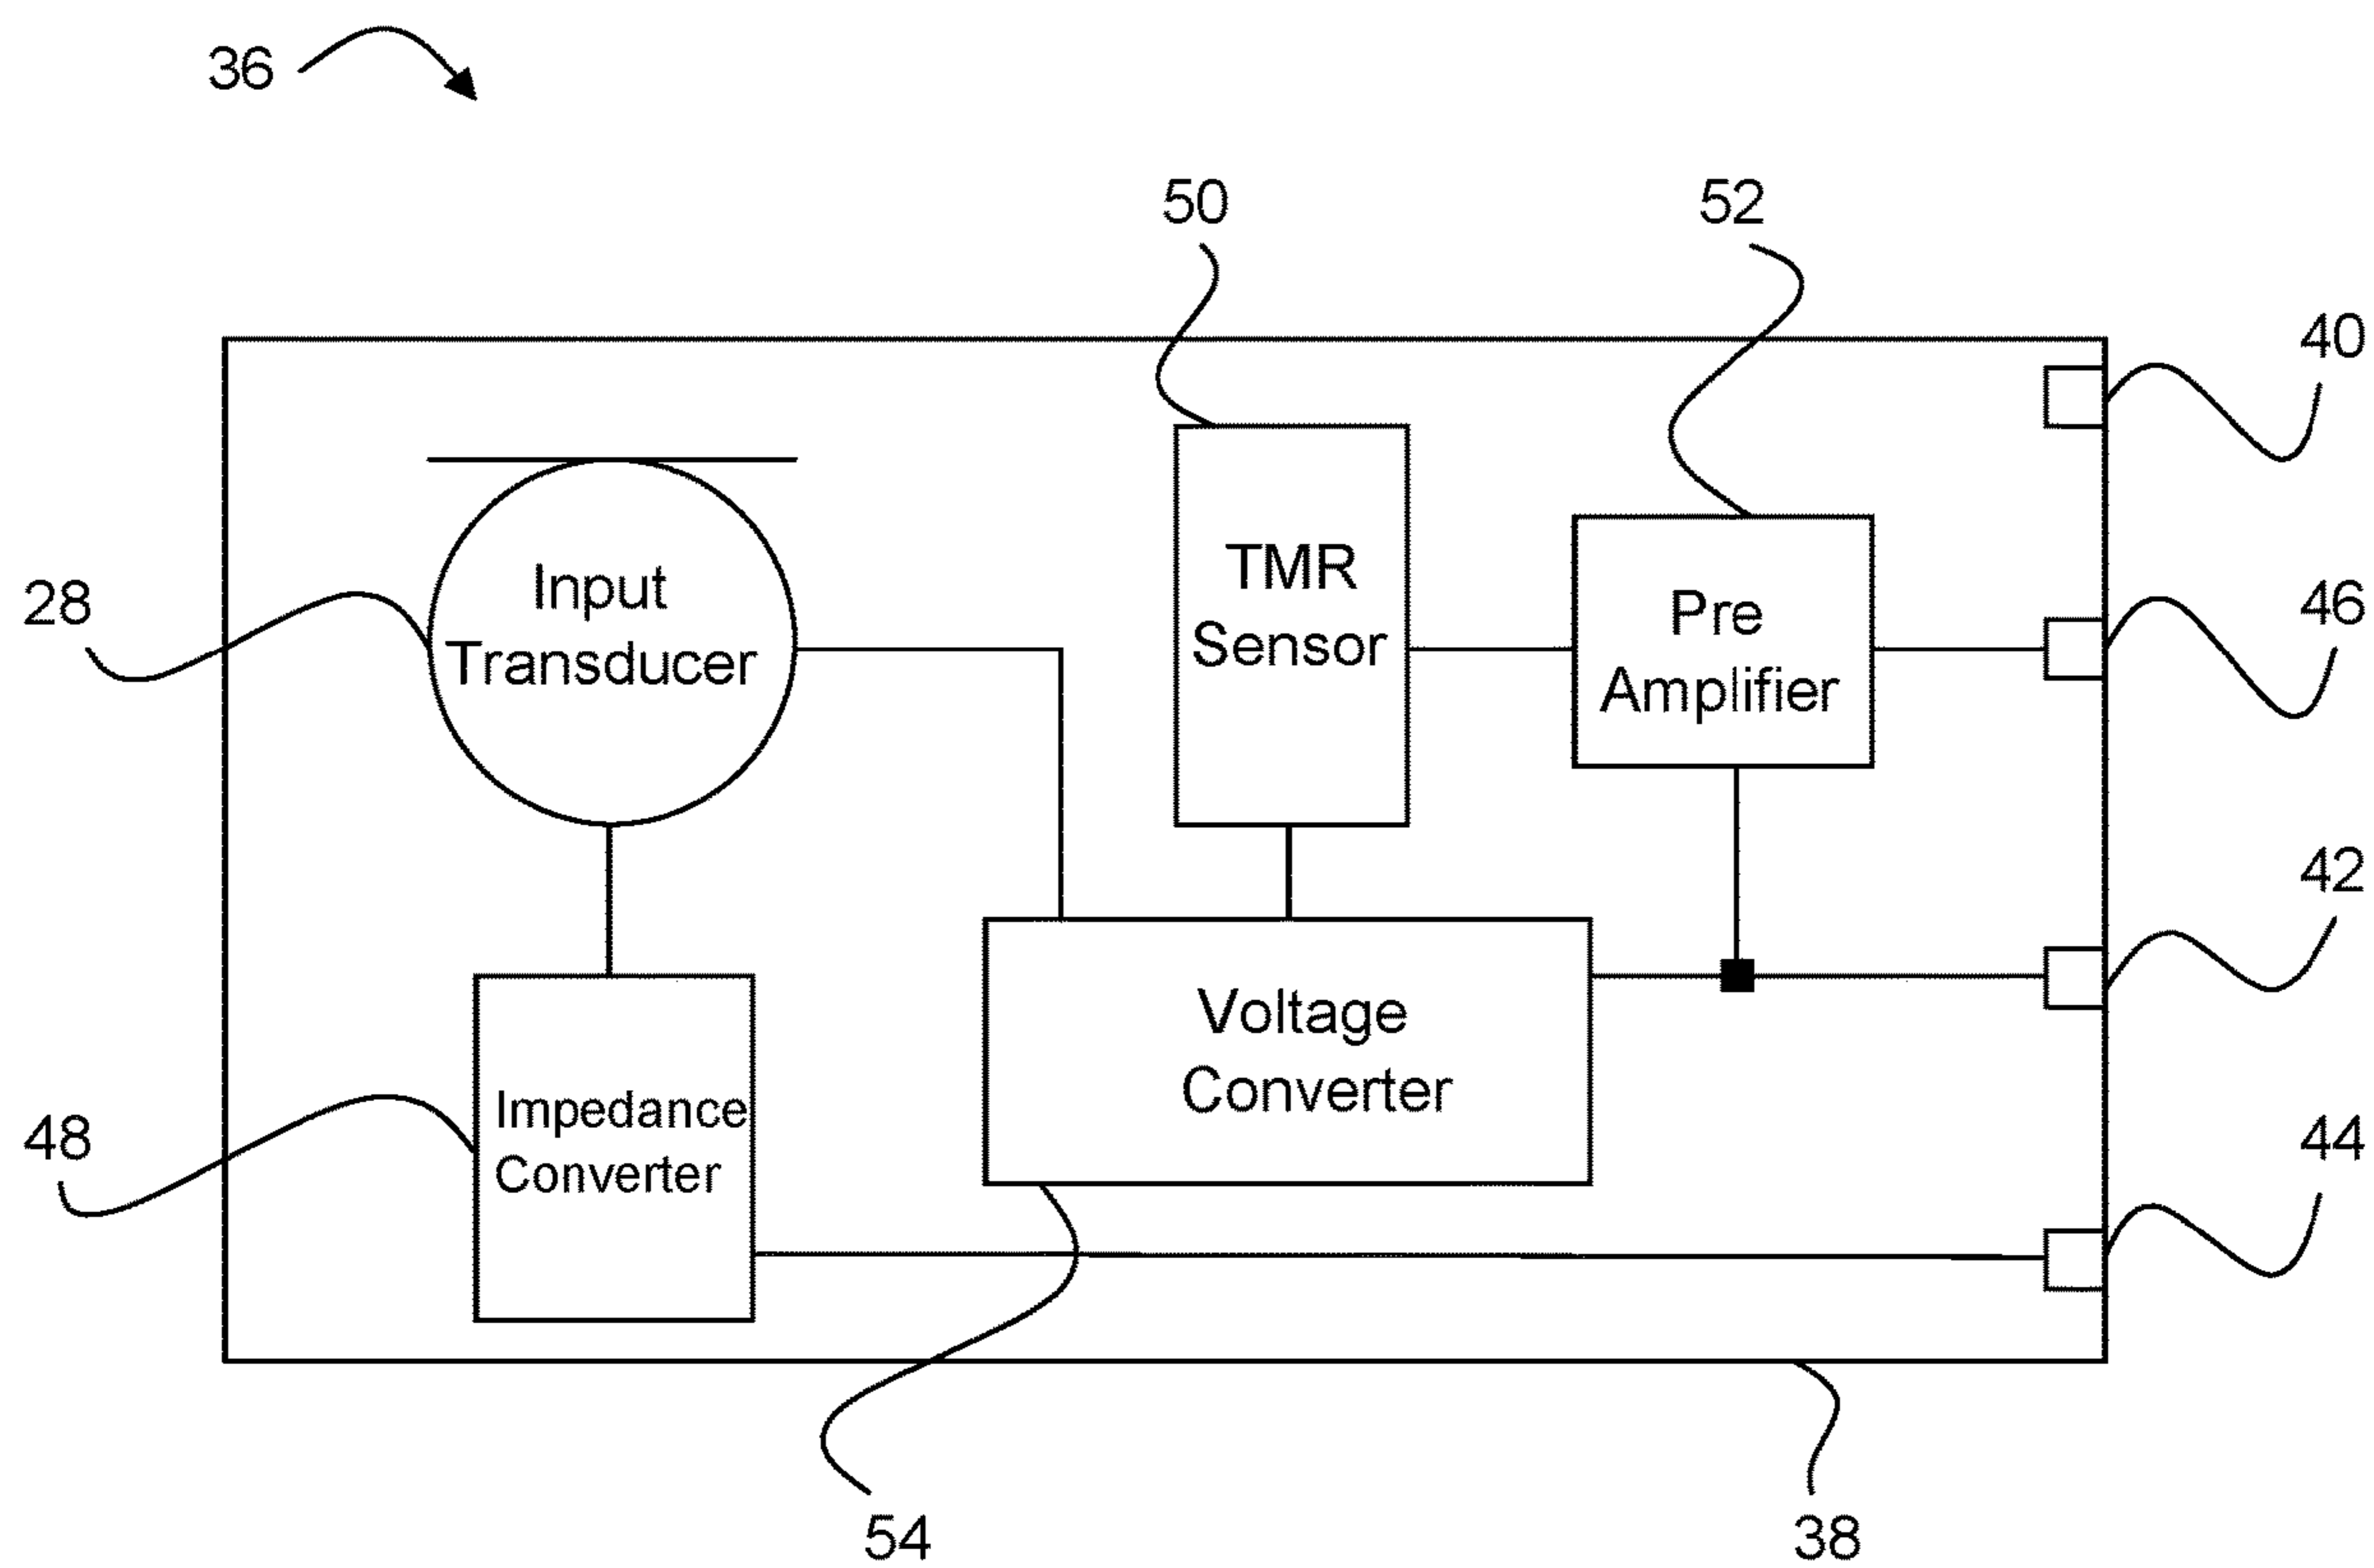 36
50
52
40
28
Input
Transducer
TMR
Sensor
Pre
Amplifier
46
42
Voltage
Converter
48
Impedance
Converter
44
54
38